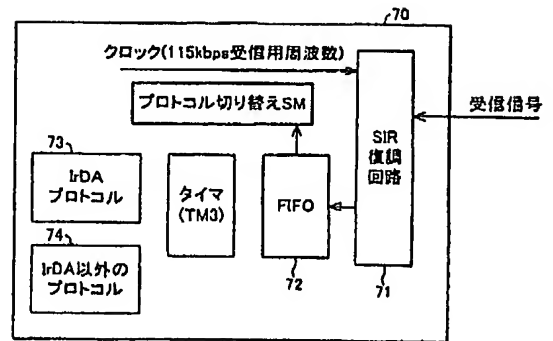 70
クロック(115kbps受信用周波数)
プロトコル切り替えSM
受信信号
SIR
復調
回路
73
IrDA
プロトコル
タイマ
(TM3)
FIFO
74
IrDA以外の
プロトコル
72
71